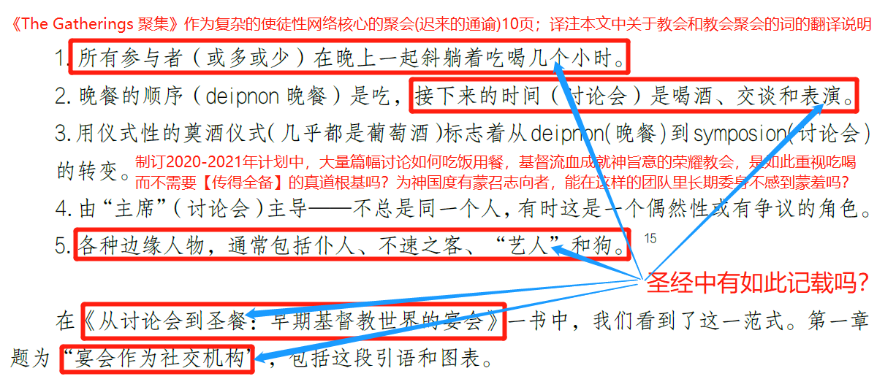 《The Gatherings 聚集》作为复杂的使徒性网络核心的聚会(迟来的通谕)10页；译注本文中关于教会和教会聚会的词的翻译说明
1. 所有参与者（或多或少）在晚上一起斜躺着吃喝几个小时。
2. 晚餐的顺序（deipnon 晚餐）是吃，接下来的时间（讨论会）是喝酒、交谈和表演。
3. 用仪式性的奠酒仪式(几乎都是葡萄酒)标志着从deipnon(晚餐)到symposion(讨论会)
的转变。
制订2020-2021年计划中，大量篇幅讨论如何吃饭用餐，基督流血成就神旨意的荣耀教会，是如此重视吃喝
而不需要【传得全备】的真道根基吗？为神国度有蒙召志向者，能在这样的团队里长期委身不感到蒙羞吗？
4. 由“主席”（讨论会）主导——不总是同一个人，有时这是一个偶然性或有争议的角色。
5. 各种边缘人物，通常包括仆人、不速之客、“艺人”和狗。 15
圣经中有如此记载吗？
在《从讨论会到圣餐：早期基督教世界的宴会》一书中，我们看到了这一范式。第一章
题为“宴会作为社交机构”，包括这段引语和图表。